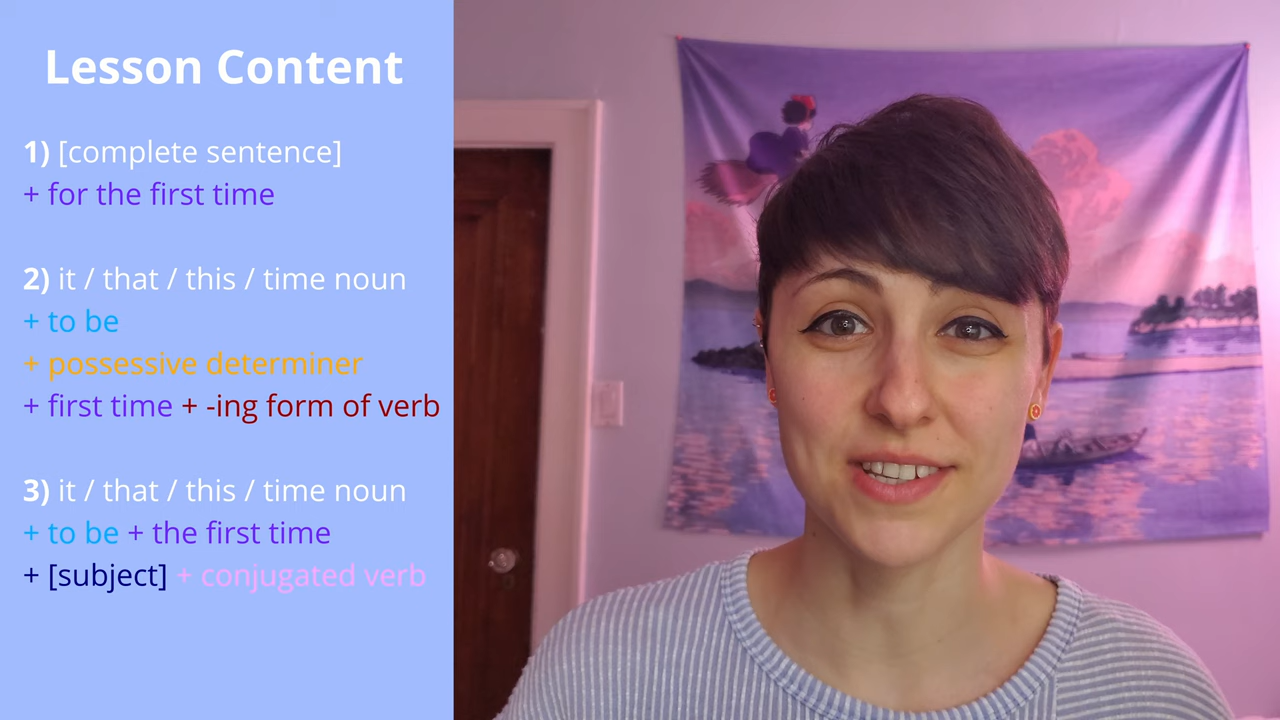 Lesson Content
1) [complete sentence]
+ for the first time
2) it / that / this / time noun
+ to be
+ possessive determiner
+ first time + -ing form of verb
3) it / that / this / time noun
+ to be + the first time
+ [subject] + conjugated verb